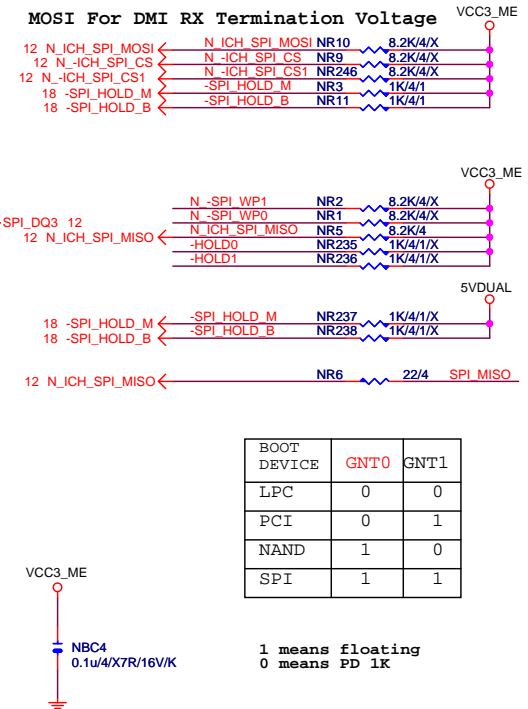 MOSI For DMI RX Termination Voltage
VCC3_ME
12 N_ICH_SPI_MOSI N_ICH_SPI_MOSI NR10 8.2K/4/X
12 N_-ICH_SPI_CS N_-ICH_SPI_CS NR9 8.2K/4/X
12 N_-ICH_SPI_CS1 N_-ICH_SPI_CS1 NR246 8.2K/4/X
18 -SPI_HOLD_M -SPI_HOLD_M NR3 1K/4/1
18 -SPI_HOLD_B -SPI_HOLD_B NR11 1K/4/1
VCC3_ME
N_-SPI_WP1 NR2 8.2K/4/X
-SPI_DQ3 12 N_-SPI_WP0 NR1 8.2K/4/X
12 N_ICH_SPI_MISO N_ICH_SPI_MISO NR5 8.2K/4
-HOLD0 NR235 1K/4/1/X
-HOLD1 NR236 1K/4/1/X
5VDUAL
18 -SPI_HOLD_M -SPI_HOLD_M NR237 1K/4/1/X
18 -SPI_HOLD_B -SPI_HOLD_B NR238 1K/4/1/X
12 N_ICH_SPI_MISO NR6 22/4 SPI_MISO
BOOT
DEVICE GNT0 GNT1
LPC 0 0
PCI 0 1
NAND 1 0
SPI 1 1
VCC3_ME
NBC4
0.1u/4/X7R/16V/K
1 means floating
0 means PD 1K